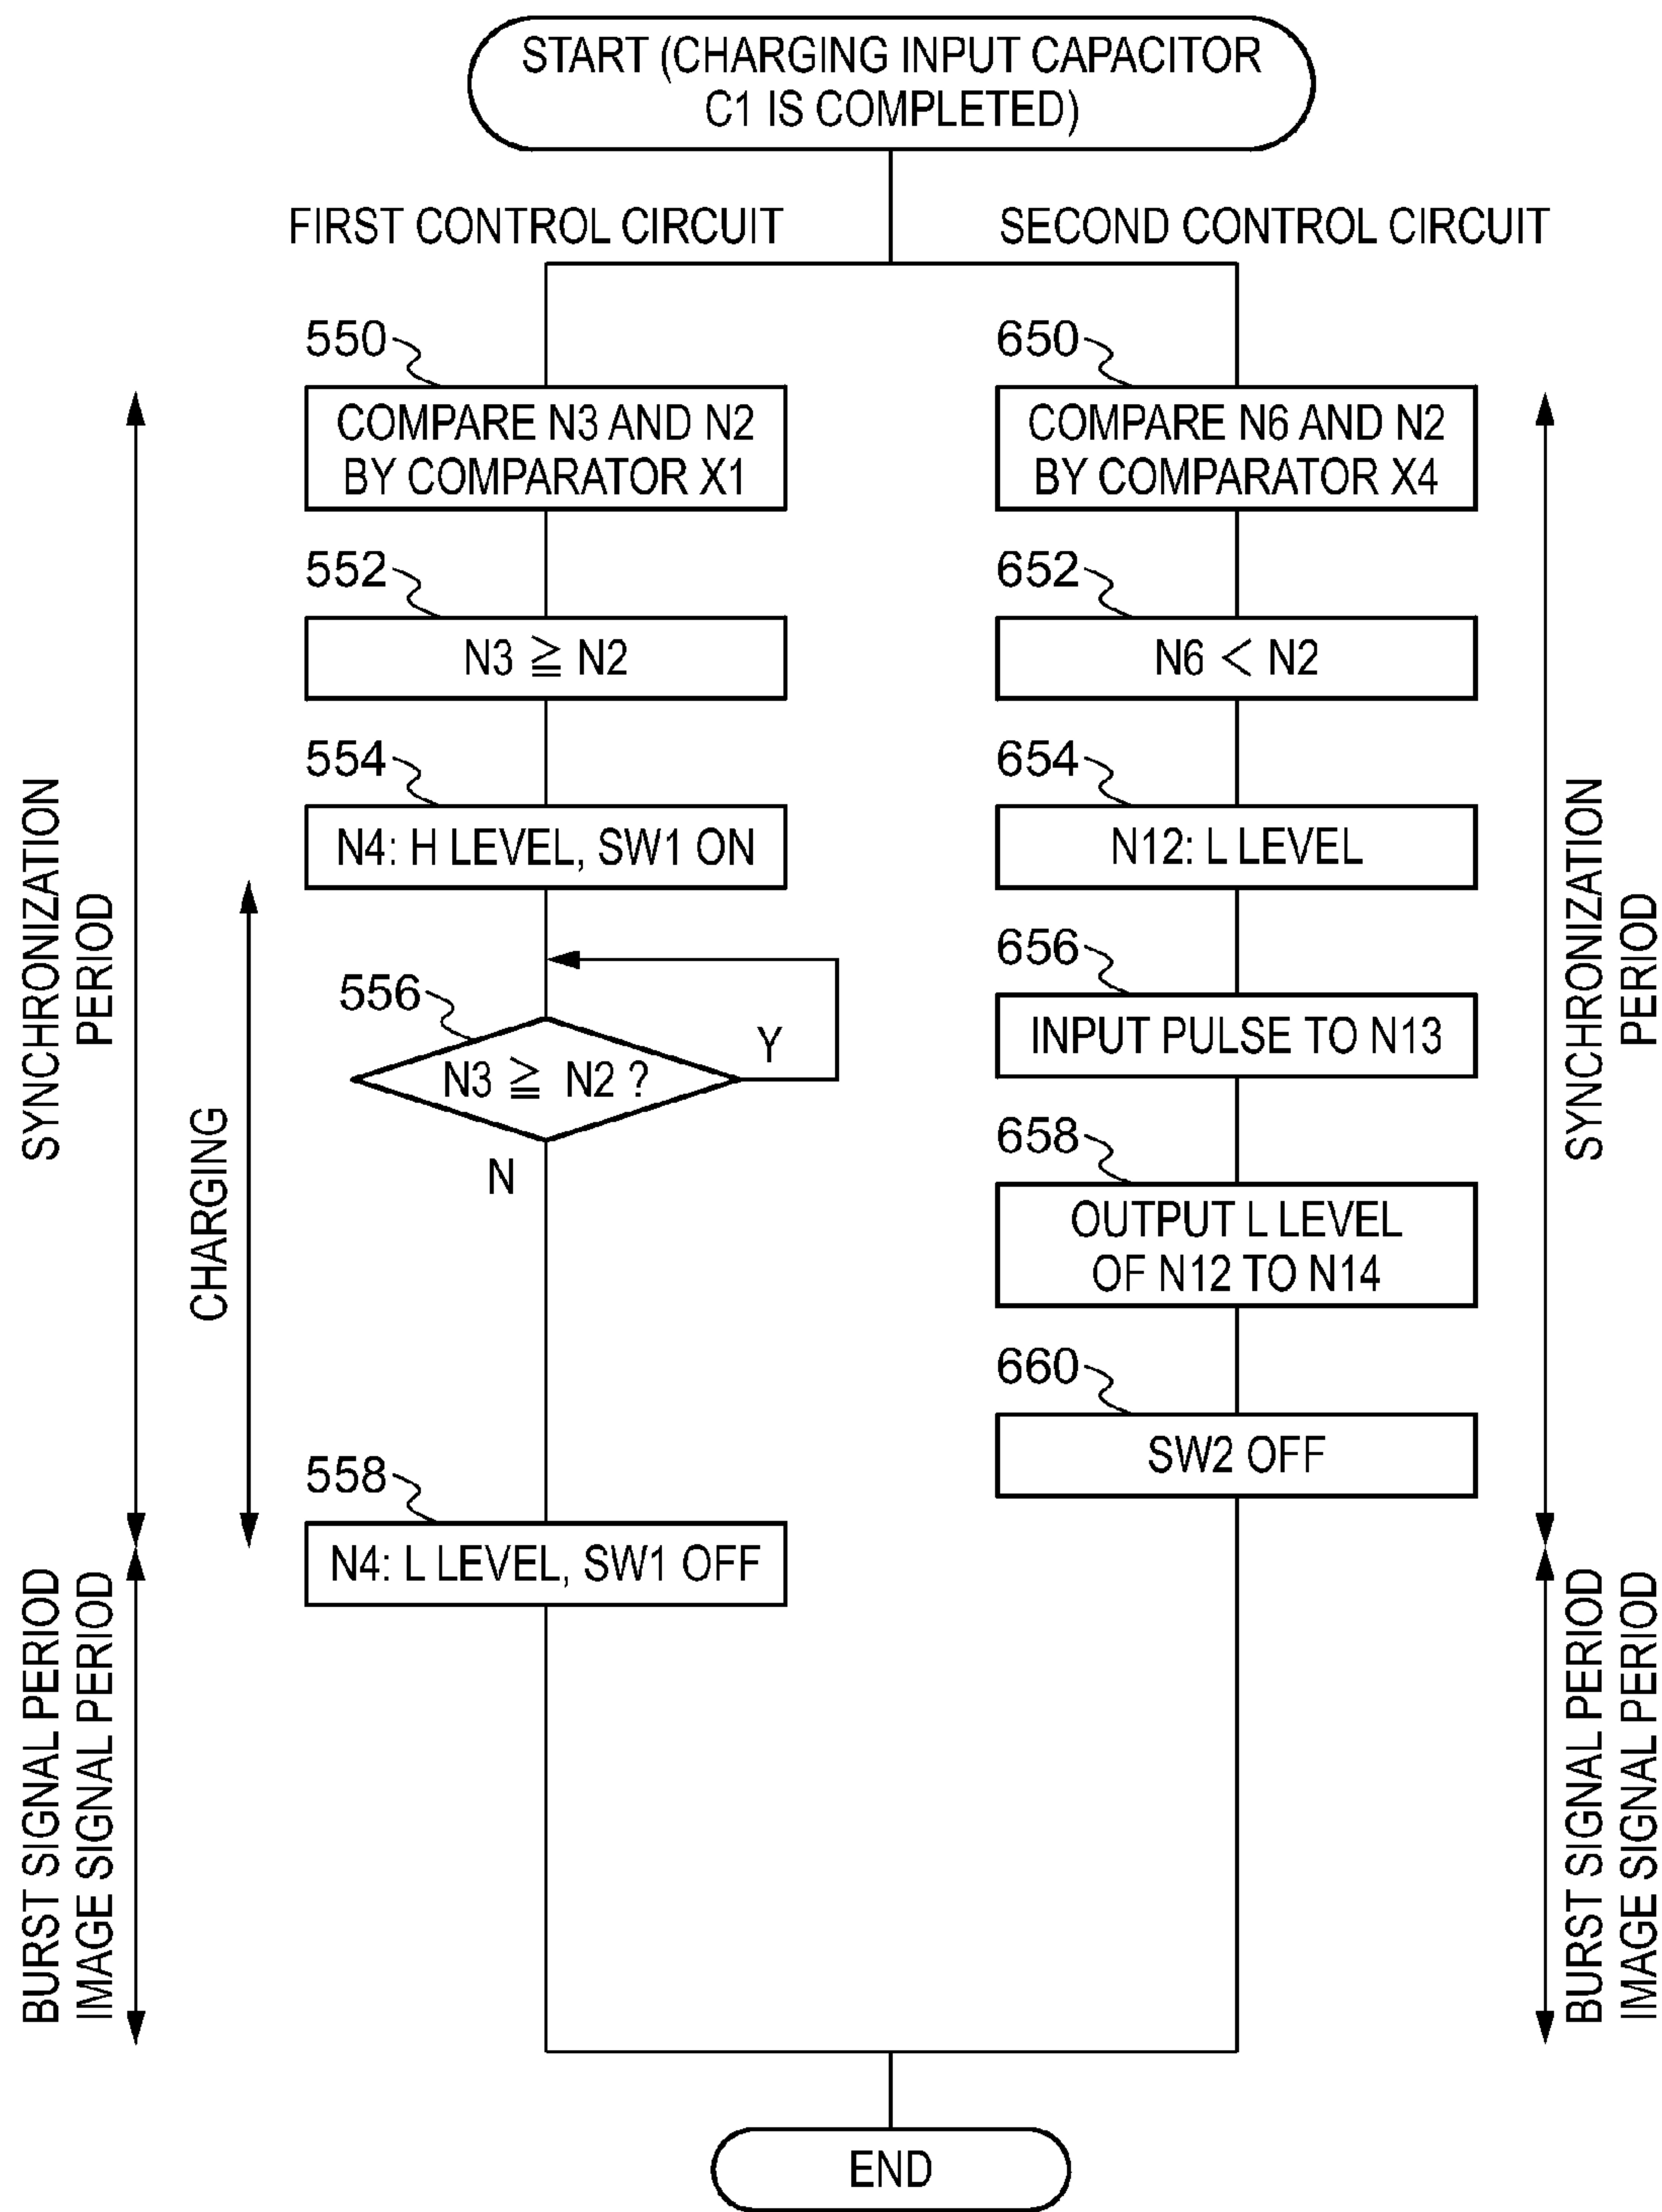 START (CHARGING INPUT CAPACITOR
C1 IS COMPLETED)
FIRST CONTROL CIRCUIT
SECOND CONTROL CIRCUIT
550
COMPARE N3 AND N2
BY COMPARATOR X1
552
N3 ≧ N2
554
N4: H LEVEL, SW1 ON
556
N3 ≧ N2 ?
Y
N
558
N4: L LEVEL, SW1 OFF
650
COMPARE N6 AND N2
BY COMPARATOR X4
652
N6 < N2
654
N12: L LEVEL
656
INPUT PULSE TO N13
658
OUTPUT L LEVEL
OF N12 TO N14
660
SW2 OFF
SYNCHRONIZATION
PERIOD
CHARGING
BURST SIGNAL PERIOD
IMAGE SIGNAL PERIOD
SYNCHRONIZATION
PERIOD
BURST SIGNAL PERIOD
IMAGE SIGNAL PERIOD
END